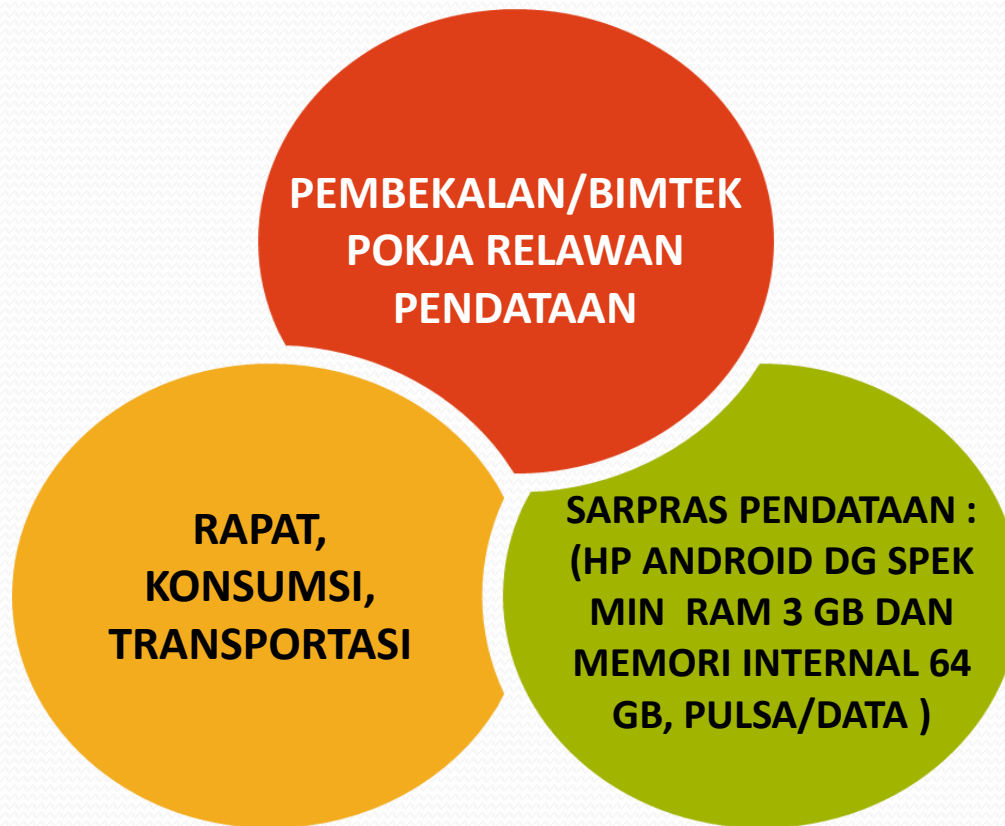 PEMBEKALAN/BIMTEK
POKJA RELAWAN
PENDATAAN
RAPAT,
KONSUMSI,
TRANSPORTASI
SARPRAS PENDATAAN :
(HP ANDROID DG SPEK
MIN RAM 3 GB DAN
MEMORI INTERNAL 64
GB, PULSA/DATA )